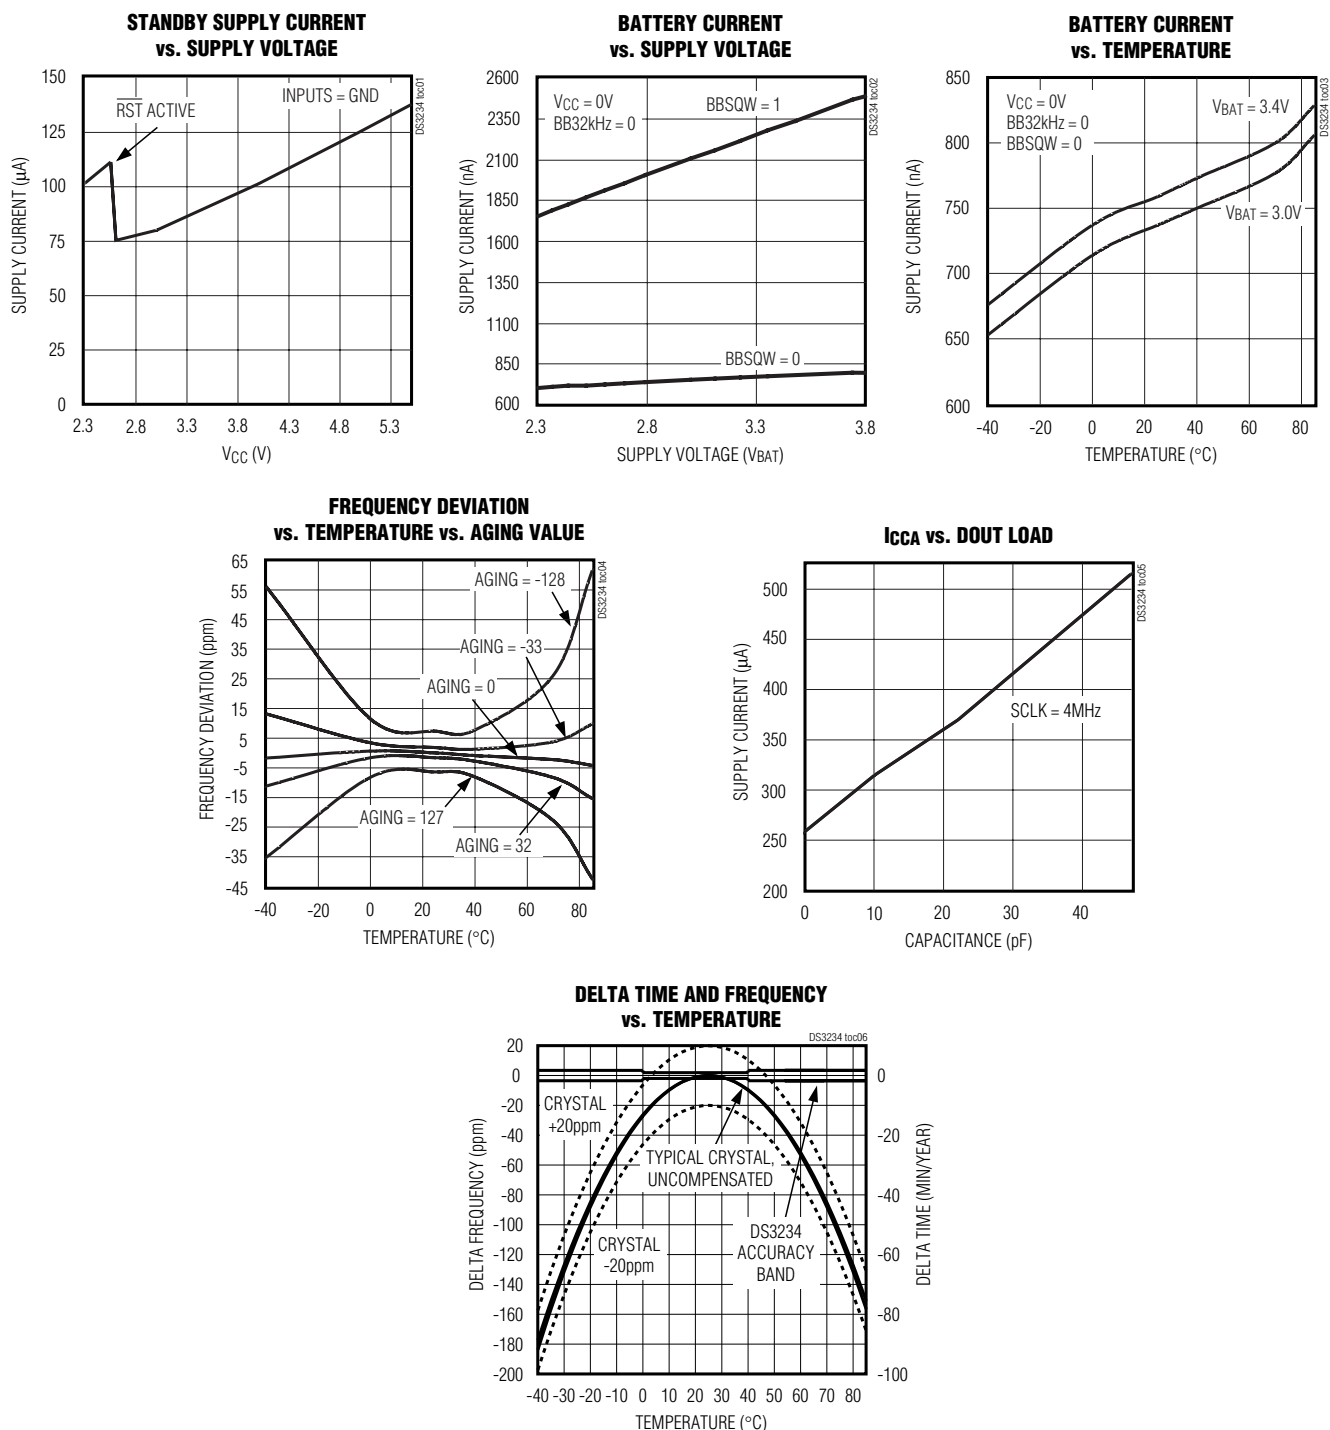 STANDBY SUPPLY CURRENT
vs. SUPPLY VOLTAGE
DS3234 toc01
INPUTS = GND
RST ACTIVE
SUPPLY CURRENT (µA)
150
125
100
75
50
25
0
2.3 2.8 3.3 3.8 4.3 4.8 5.3
VCC (V)
BATTERY CURRENT
vs. SUPPLY VOLTAGE
DS3234 toc02
VCC = 0V
BB32kHz = 0
BBSQW = 1
BBSQW = 0
SUPPLY CURRENT (nA)
2600
2350
2100
1850
1600
1350
1100
850
600
2.3 2.8 3.3 3.8
SUPPLY VOLTAGE (VBAT)
BATTERY CURRENT
vs. TEMPERATURE
DS3234 toc03
VCC = 0V
BB32kHz = 0
BBSQW = 0
VBAT = 3.4V
VBAT = 3.0V
SUPPLY CURRENT (nA)
850
800
750
700
650
600
-40 -20 0 20 40 60 80
TEMPERATURE (°C)
FREQUENCY DEVIATION
vs. TEMPERATURE vs. AGING VALUE
DS3234 toc04
AGING = -128
AGING = -33
AGING = 0
AGING = 127
AGING = 32
FREQUENCY DEVIATION (ppm)
65
55
45
35
25
15
5
-5
-15
-25
-35
-45
-40 -20 0 20 40 60 80
TEMPERATURE (°C)
ICCA vs. DOUT LOAD
DS3234 toc05
SCLK = 4MHz
SUPPLY CURRENT (µA)
500
450
400
350
300
250
200
0 10 20 30 40
CAPACITANCE (pF)
DELTA TIME AND FREQUENCY
vs. TEMPERATURE
DS3234 toc06
CRYSTAL
+20ppm
TYPICAL CRYSTAL,
UNCOMPENSATED
CRYSTAL
-20ppm
DS3234
ACCURACY
BAND
DELTA FREQUENCY (ppm)
20
0
-20
-40
-60
-80
-100
-120
-140
-160
-180
-200
DELTA TIME (MIN/YEAR)
0
-20
-40
-60
-80
-100
-40 -30 -20 -10 0 10 20 30 40 50 60 70 80
TEMPERATURE (°C)